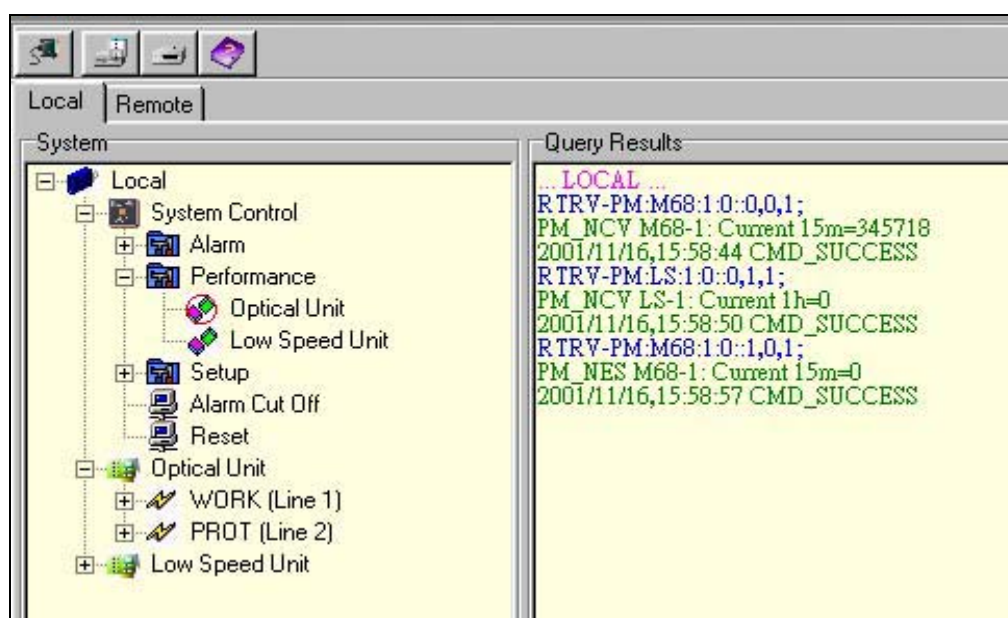 Local Remote
System
Local
System Control
Alarm
Performance
Optical Unit
Low Speed Unit
Setup
Alarm Cut Off
Reset
Optical Unit
WORK (Line 1)
PROT (Line 2)
Low Speed Unit
Query Results
... LOCAL ...
RTRV-PM:M68:1:0::0,0,1;
PM_NCV M68-1: Current 15m=345718
2001/11/16,15:58:44 CMD_SUCCESS
RTRV-PM:LS:1:0::0,1,1;
PM_NCV LS-1: Current 1h=0
2001/11/16,15:58:50 CMD_SUCCESS
RTRV-PM:M68:1:0::1,0,1;
PM_NES M68-1: Current 15m=0
2001/11/16,15:58:57 CMD_SUCCESS